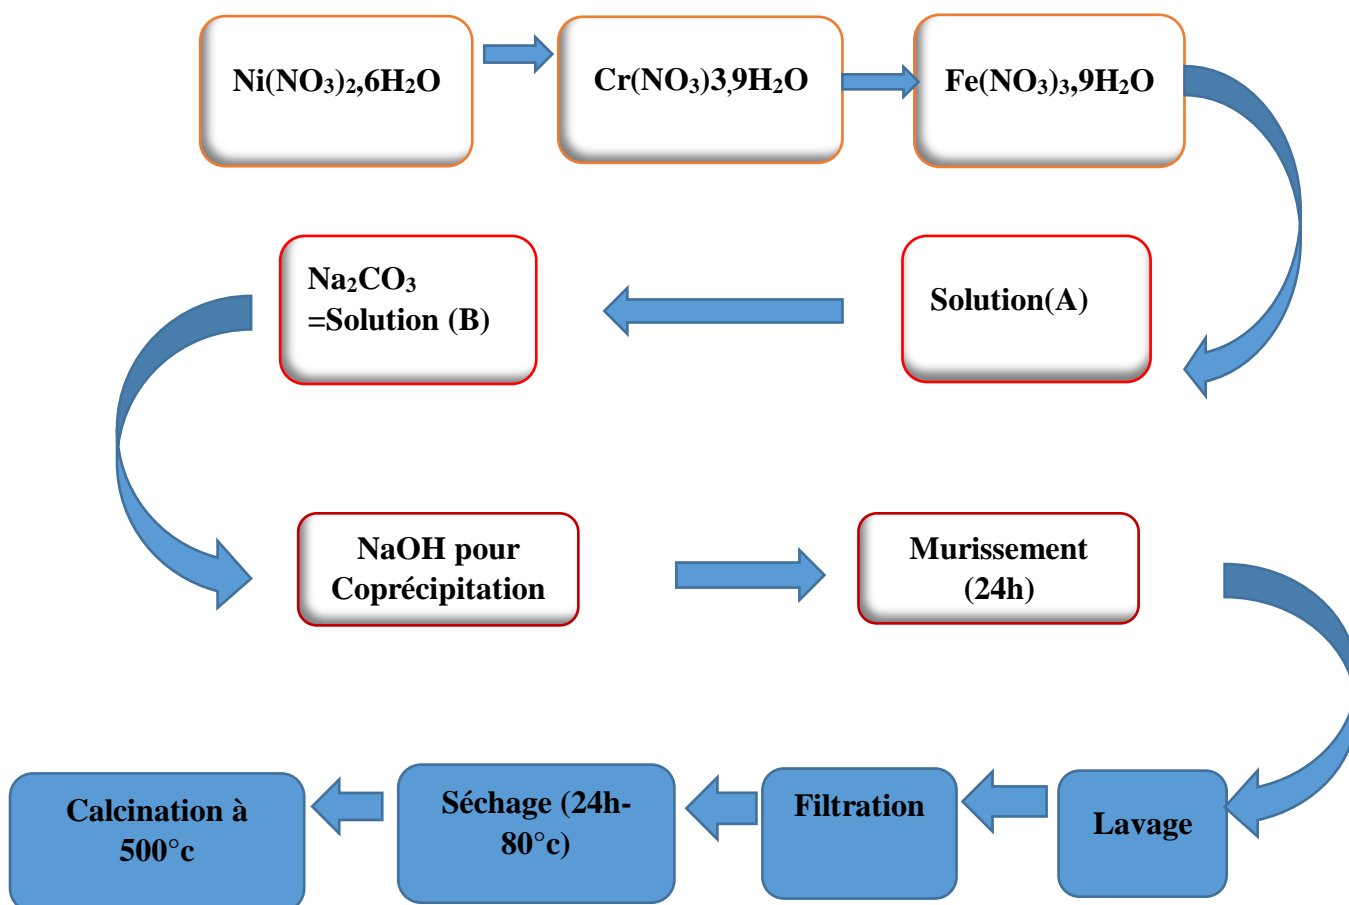 Ni(NO₃)₂,6H₂O
Cr(NO₃)3,9H₂O
Fe(NO₃)₃,9H₂O
Na₂CO₃
=Solution (B)
Solution(A)
NaOH pour
Coprécipitation
Murissement
(24h)
Calcination à
500°c
Séchage (24h-
80°c)
Filtration
Lavage